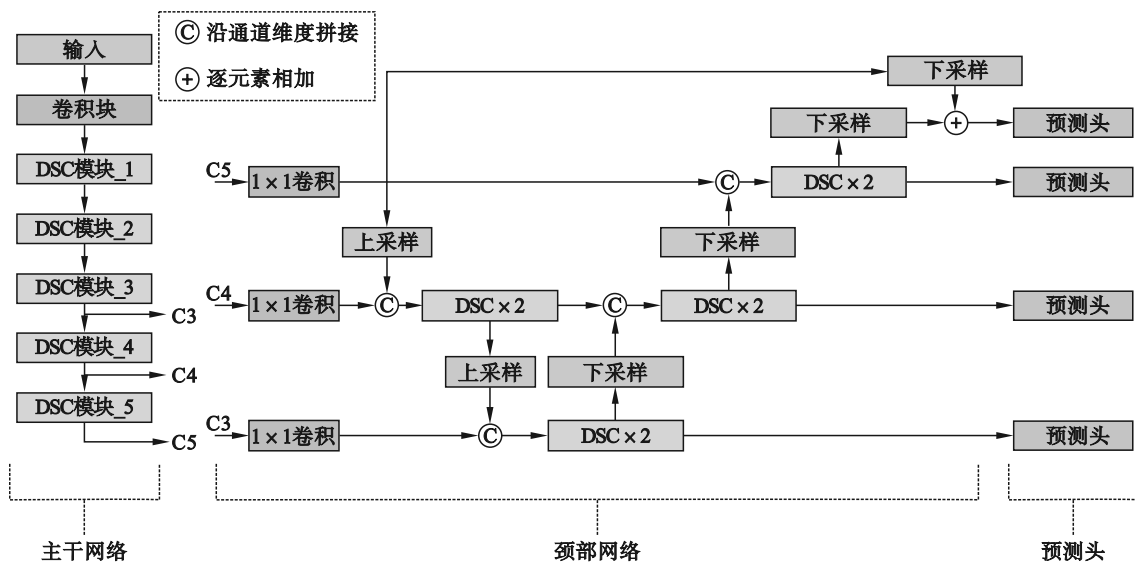 输入
卷积块
DSC模块_1
DSC模块_2
DSC模块_3
C3
DSC模块_4
C4
DSC模块_5
C5
主干网络
C 沿通道维度拼接
+ 逐元素相加
下采样
下采样
+
预测头
C5
1×1卷积
C
DSC×2
预测头
上采样
下采样
C4
1×1卷积
C
DSC×2
C
DSC×2
预测头
上采样
下采样
C3
1×1卷积
C
DSC×2
预测头
颈部网络
预测头